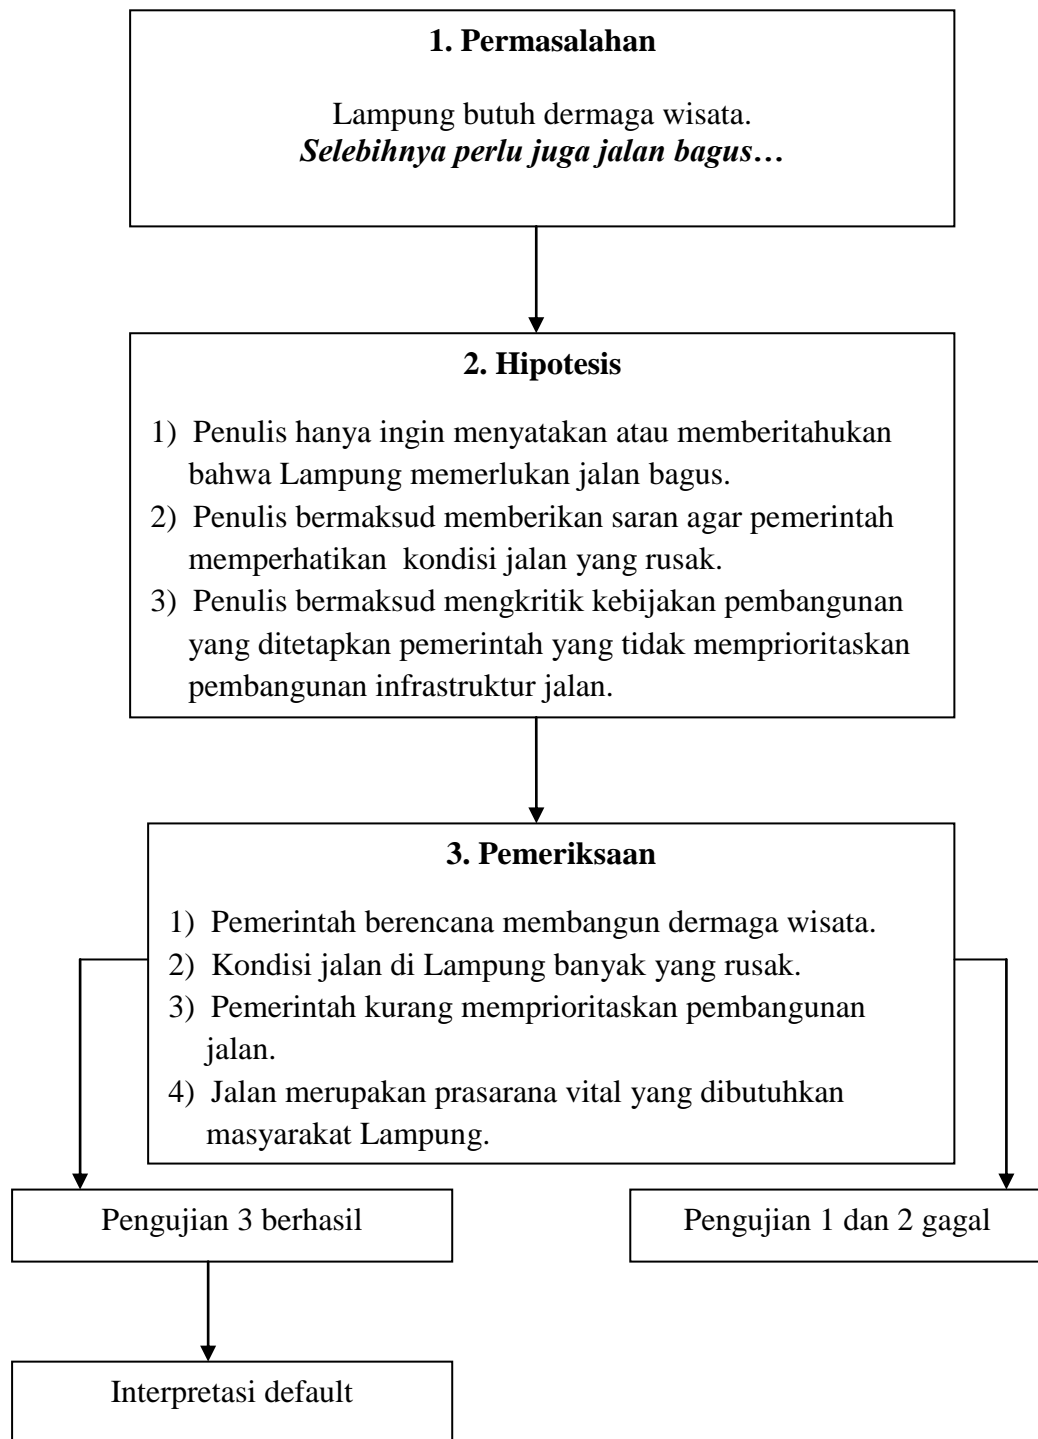 1. Permasalahan
Lampung butuh dermaga wisata.
Selebihnya perlu juga jalan bagus…
2. Hipotesis
1) Penulis hanya ingin menyatakan atau memberitahukan
bahwa Lampung memerlukan jalan bagus.
2) Penulis bermaksud memberikan saran agar pemerintah
memperhatikan kondisi jalan yang rusak.
3) Penulis bermaksud mengkritik kebijakan pembangunan
yang ditetapkan pemerintah yang tidak memprioritaskan
pembangunan infrastruktur jalan.
3. Pemeriksaan
1) Pemerintah berencana membangun dermaga wisata.
2) Kondisi jalan di Lampung banyak yang rusak.
3) Pemerintah kurang memprioritaskan pembangunan
jalan.
4) Jalan merupakan prasarana vital yang dibutuhkan
masyarakat Lampung.
Pengujian 3 berhasil
Pengujian 1 dan 2 gagal
Interpretasi default